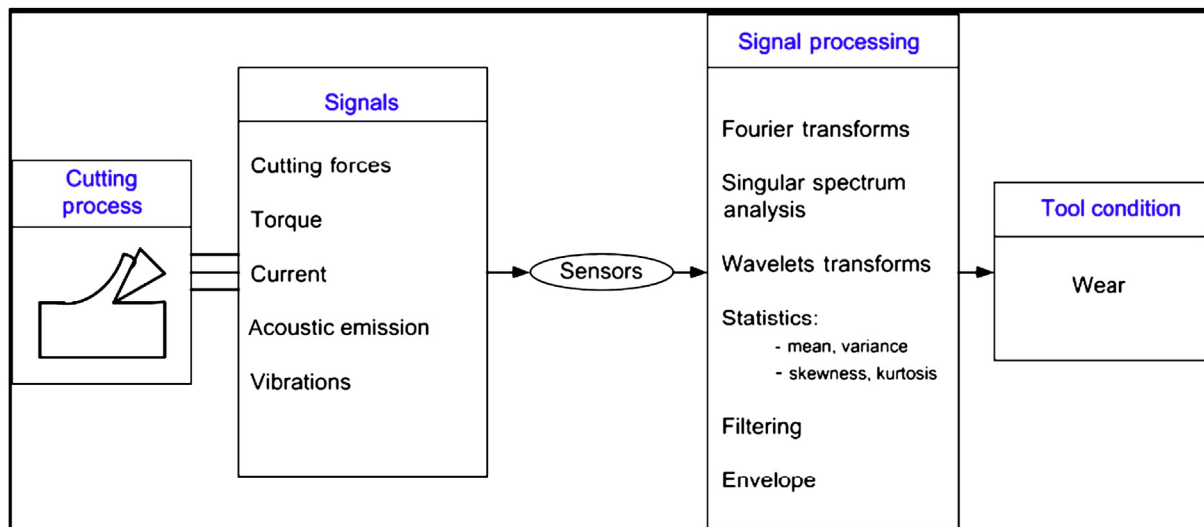 Cutting
process
Signals
Cutting forces
Torque
Current
Acoustic emission
Vibrations
Sensors
Signal processing
Fourier transforms
Singular spectrum
analysis
Wavelets transforms
Statistics:
- mean, variance
- skewness, kurtosis
Filtering
Envelope
Tool condition
Wear